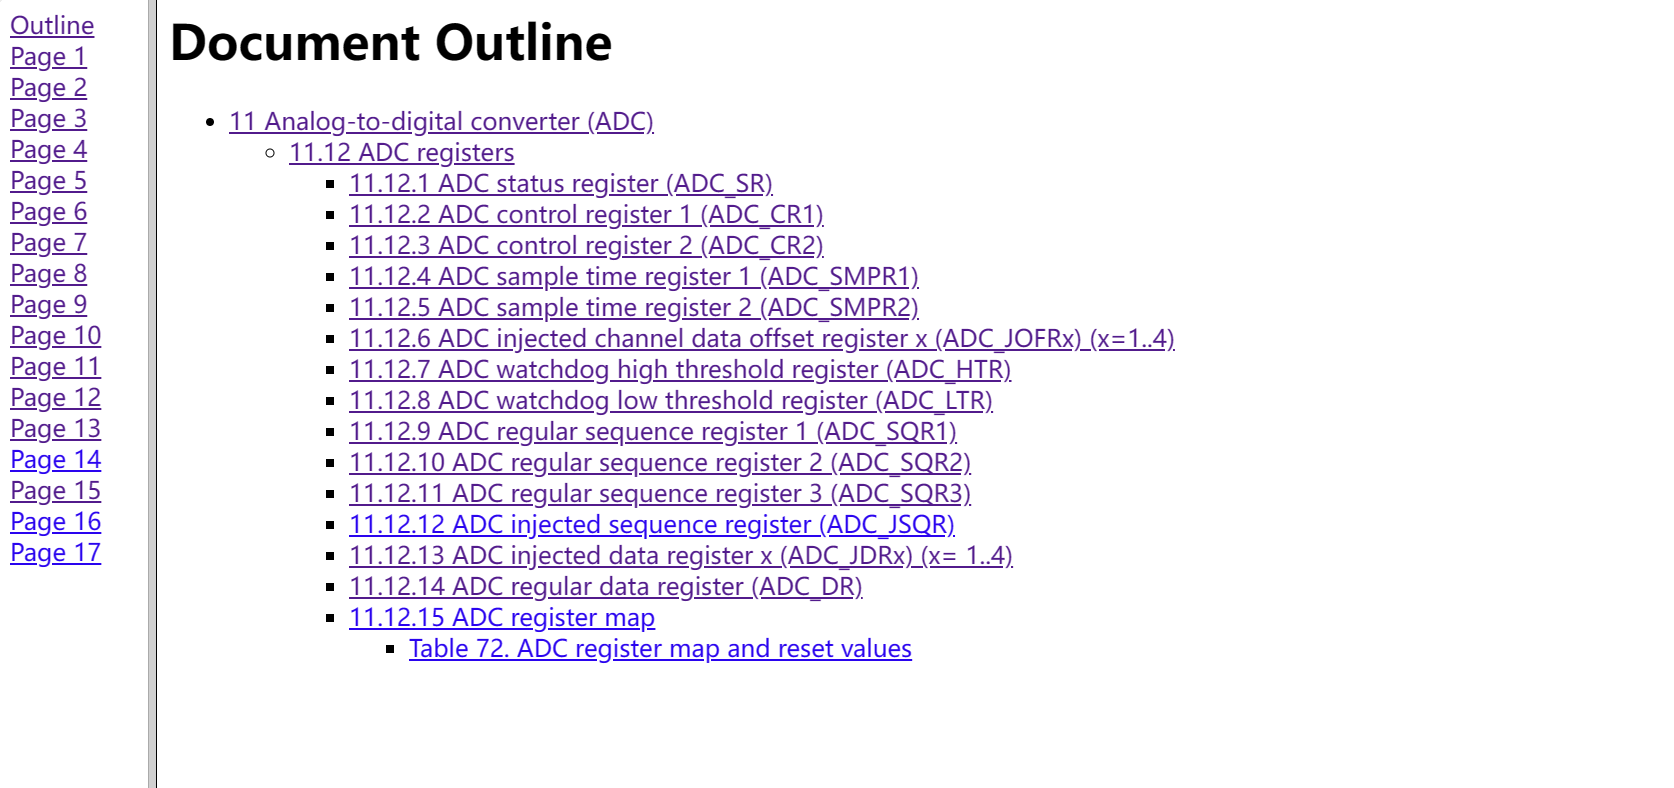 Outline
Page 1
Page 2
Page 3
Page 4
Page 5
Page 6
Page 7
Page 8
Page 9
Page 10
Page 11
Page 12
Page 13
Page 14
Page 15
Page 16
Page 17
Document Outline
11 Analog-to-digital converter (ADC)
11.12 ADC registers
11.12.1 ADC status register (ADC_SR)
11.12.2 ADC control register 1 (ADC_CR1)
11.12.3 ADC control register 2 (ADC_CR2)
11.12.4 ADC sample time register 1 (ADC_SMPR1)
11.12.5 ADC sample time register 2 (ADC_SMPR2)
11.12.6 ADC injected channel data offset register x (ADC_JOFRx) (x=1..4)
11.12.7 ADC watchdog high threshold register (ADC_HTR)
11.12.8 ADC watchdog low threshold register (ADC_LTR)
11.12.9 ADC regular sequence register 1 (ADC_SQR1)
11.12.10 ADC regular sequence register 2 (ADC_SQR2)
11.12.11 ADC regular sequence register 3 (ADC_SQR3)
11.12.12 ADC injected sequence register (ADC_JSQR)
11.12.13 ADC injected data register x (ADC_JDRx) (x= 1..4)
11.12.14 ADC regular data register (ADC_DR)
11.12.15 ADC register map
Table 72. ADC register map and reset values